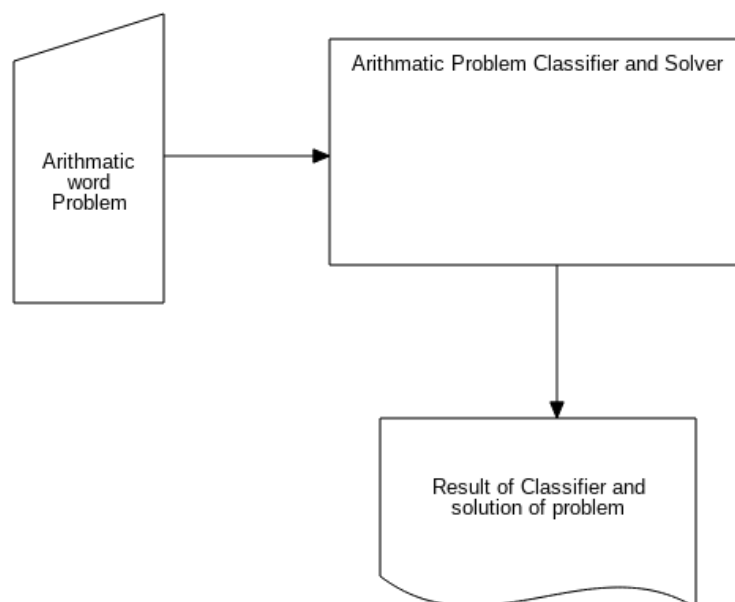 Arithmatic Problem Classifier and Solver
Arithmatic
word
Problem
Result of Classifier and
solution of problem